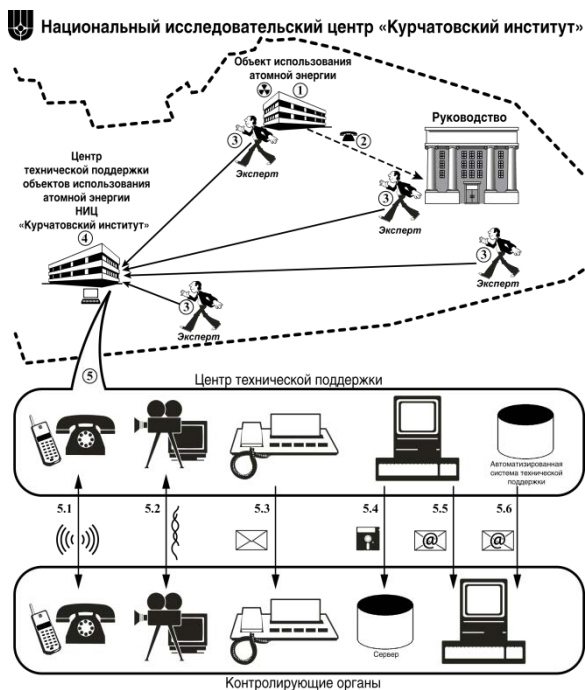 Национальный исследовательский центр «Курчатовский институт»
Объект использования
атомной энергии
1
3
2
Руководство
Эксперт
Центр
технической поддержки
объектов использования
атомной энергии
НИЦ
«Курчатовский институт»
4
3
Эксперт
3
Эксперт
3
Эксперт
5
Центр технической поддержки
Автоматизированная
система технической
поддержки
5.1
5.2
5.3
5.4
5.5
5.6
@
@
Сервер
Контролирующие органы